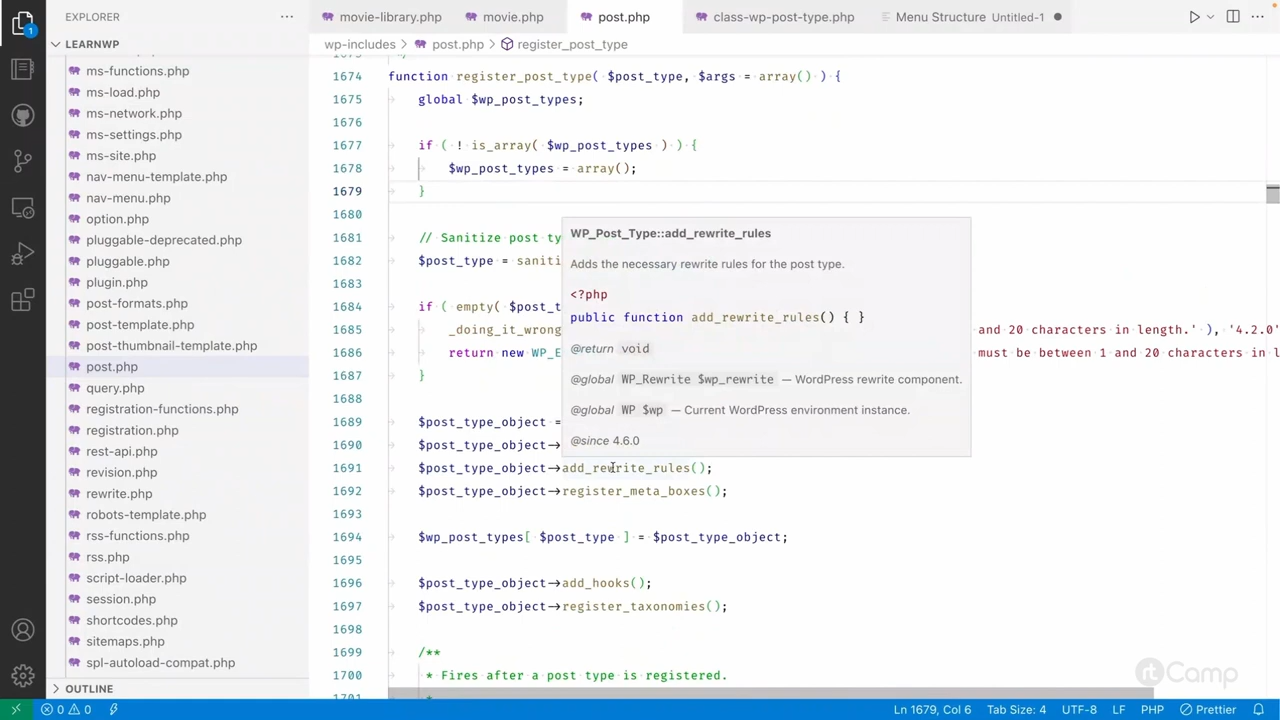 EXPLORER
movie-library.php
movie.php
post.php
class-wp-post-type.php
Menu Structure Untitled-1
1
LEARNWP
wp-includes > post.php > register_post_type
ms-functions.php
ms-load.php
ms-network.php
ms-settings.php
ms-site.php
nav-menu-template.php
nav-menu.php
option.php
pluggable-deprecated.php
pluggable.php
plugin.php
post-formats.php
post-template.php
post-thumbnail-template.php
post.php
query.php
registration-functions.php
registration.php
rest-api.php
revision.php
rewrite.php
robots-template.php
rss-functions.php
rss.php
script-loader.php
session.php
shortcodes.php
sitemaps.php
spl-autoload-compat.php
OUTLINE
1674 function register_post_type( $post_type, $args = array() ) {
1675 global $wp_post_types;
1676
1677 if ( ! is_array( $wp_post_types ) ) {
1678 $wp_post_types = array();
1679 }
1680
1681 // Sanitize post ty
1682 $post_type = saniti
1683
1684 if ( empty( $post_t
1685 _doing_it_wrong and 20 characters in length.' ), '4.2.0'
1686 return new WP_E must be between 1 and 20 characters in l
1687 }
1688
1689 $post_type_object =
1690 $post_type_object→
1691 $post_type_object→add_rewrite_rules();
1692 $post_type_object→register_meta_boxes();
1693
1694 $wp_post_types[ $post_type ] = $post_type_object;
1695
1696 $post_type_object→add_hooks();
1697 $post_type_object→register_taxonomies();
1698
1699 /**
1700 * Fires after a post type is registered.
1701 *
WP_Post_Type::add_rewrite_rules
Adds the necessary rewrite rules for the post type.
<?php
public function add_rewrite_rules() { }
@return void
@global WP_Rewrite $wp_rewrite — WordPress rewrite component.
@global WP $wp — Current WordPress environment instance.
@since 4.6.0
rtCamp
0 0
Ln 1679, Col 6
Tab Size: 4
UTF-8
LF
PHP
Prettier